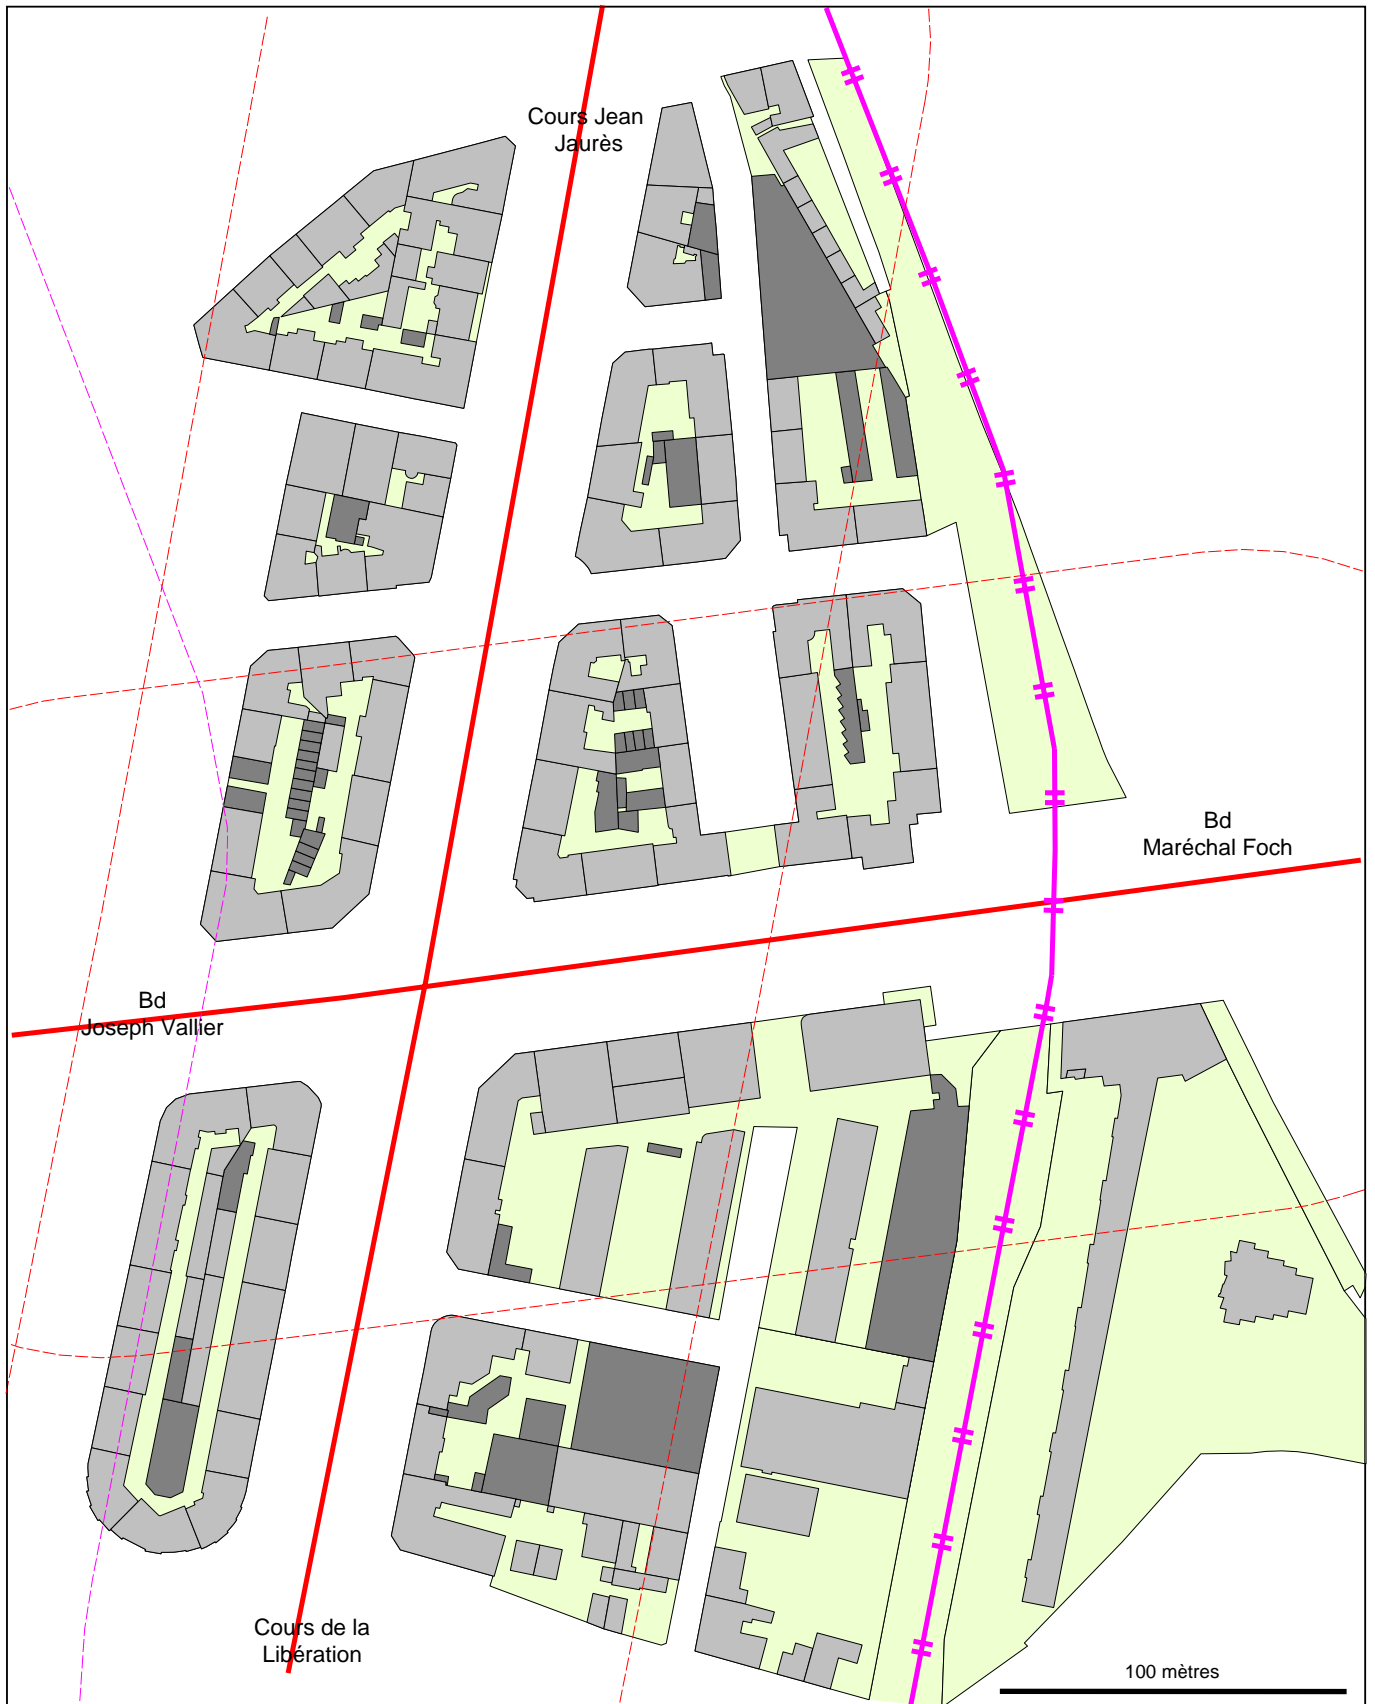 Cours Jean
Jaurès
Bd
Maréchal Foch
Bd
Joseph Vallier
Cours de la
Libération
100 mètres